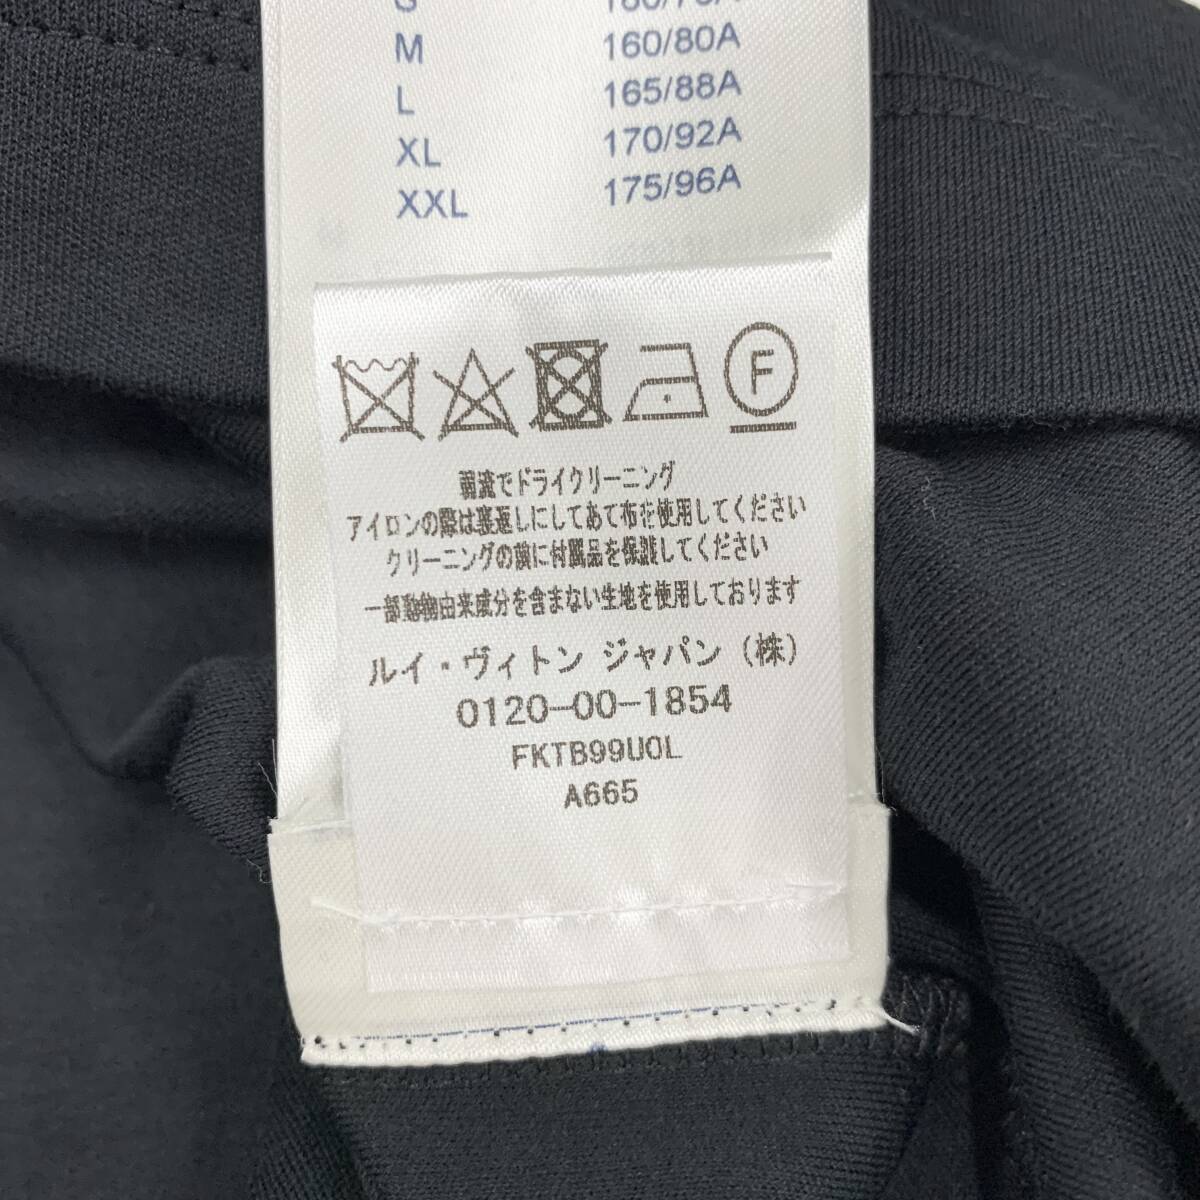 M 160/80A
L 165/88A
XL 170/92A
XXL 175/96A
F
弱流でドライクリーニング
アイロンの際は裏返しにしてあて布を使用してください
クリーニングの前に付属品を保護してください
一部動物由来成分を含まない生地を使用しております
ルイ・ヴィトン ジャパン (株)
0120-00-1854
FKTB99U0L
A665